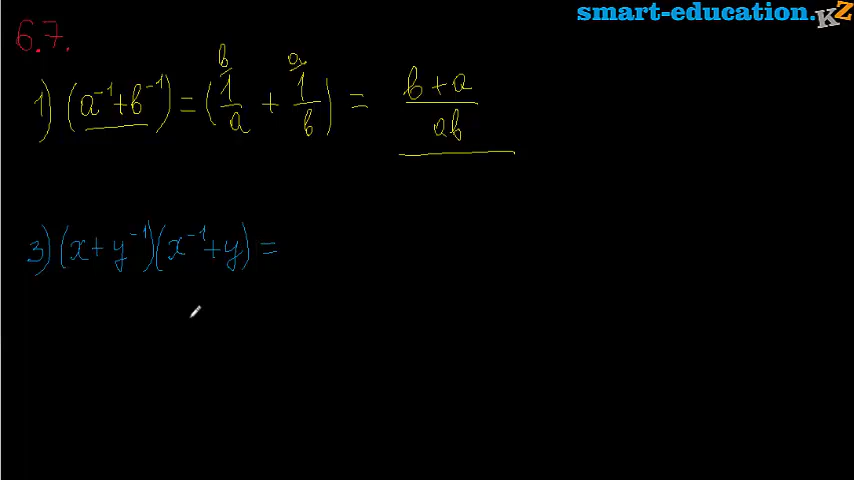 smart-education.kz
6.7.
1) (a⁻¹+b⁻¹) = (1/a + 1/b) = b+a/ab
b a
3) (x+y⁻¹)(x⁻¹+y) =